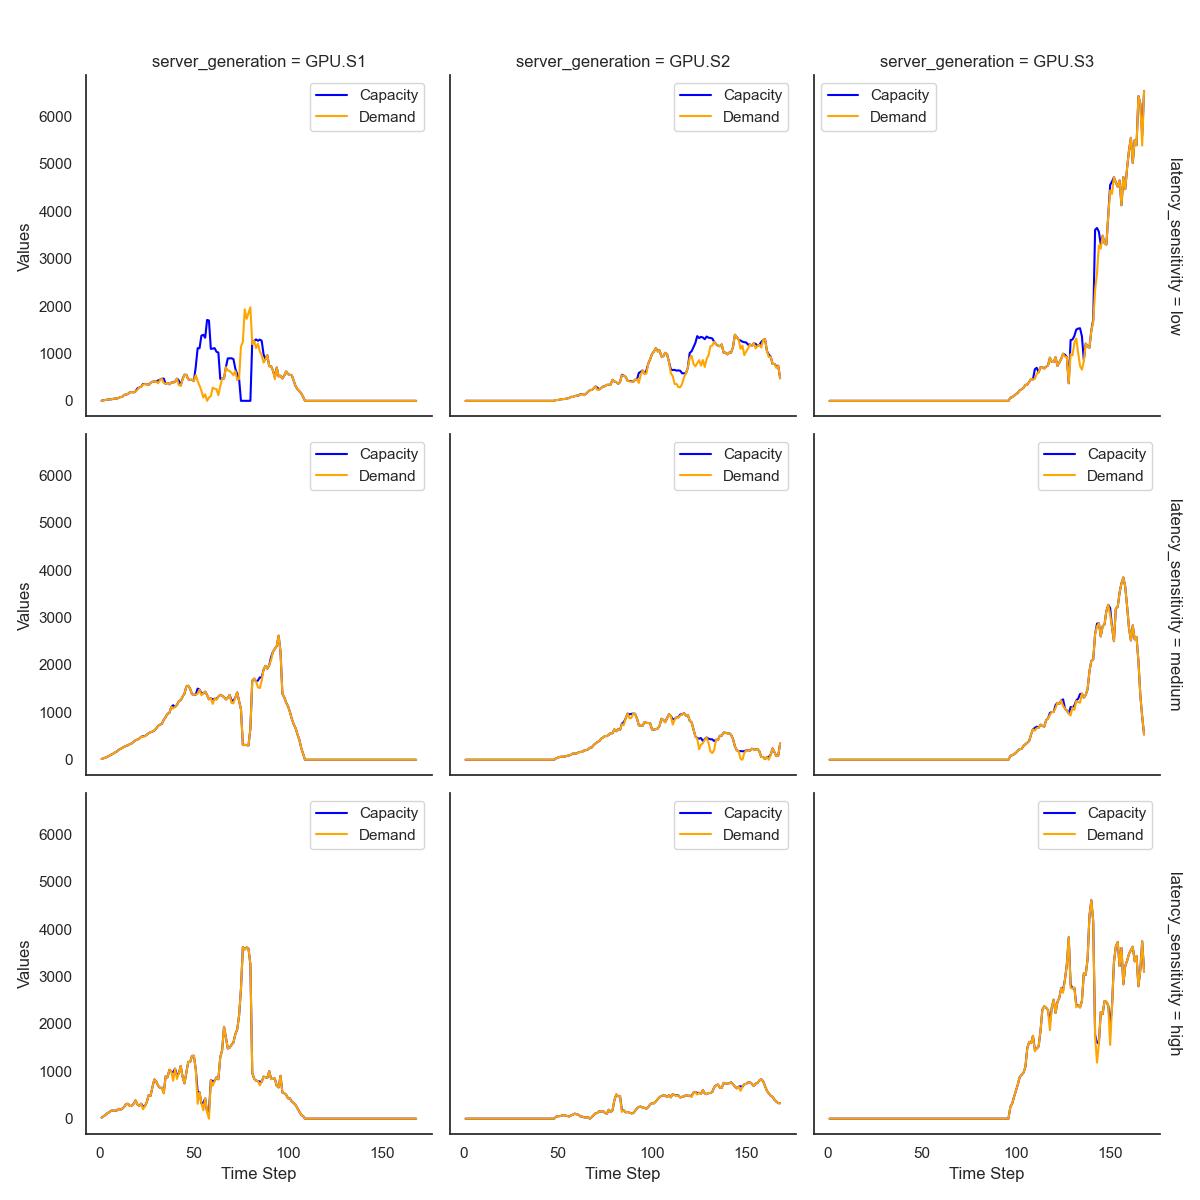 server_generation = GPU.S1
server_generation = GPU.S2
server_generation = GPU.S3
Capacity
Demand
Capacity
Demand
Capacity
Demand
6000
5000
4000
3000
2000
1000
0
Values
latency_sensitivity = low
Capacity
Demand
Capacity
Demand
Capacity
Demand
6000
5000
4000
3000
2000
1000
0
Values
latency_sensitivity = medium
Capacity
Demand
Capacity
Demand
Capacity
Demand
6000
5000
4000
3000
2000
1000
0
Values
latency_sensitivity = high
0 50 100 150
0 50 100 150
0 50 100 150
Time Step
Time Step
Time Step